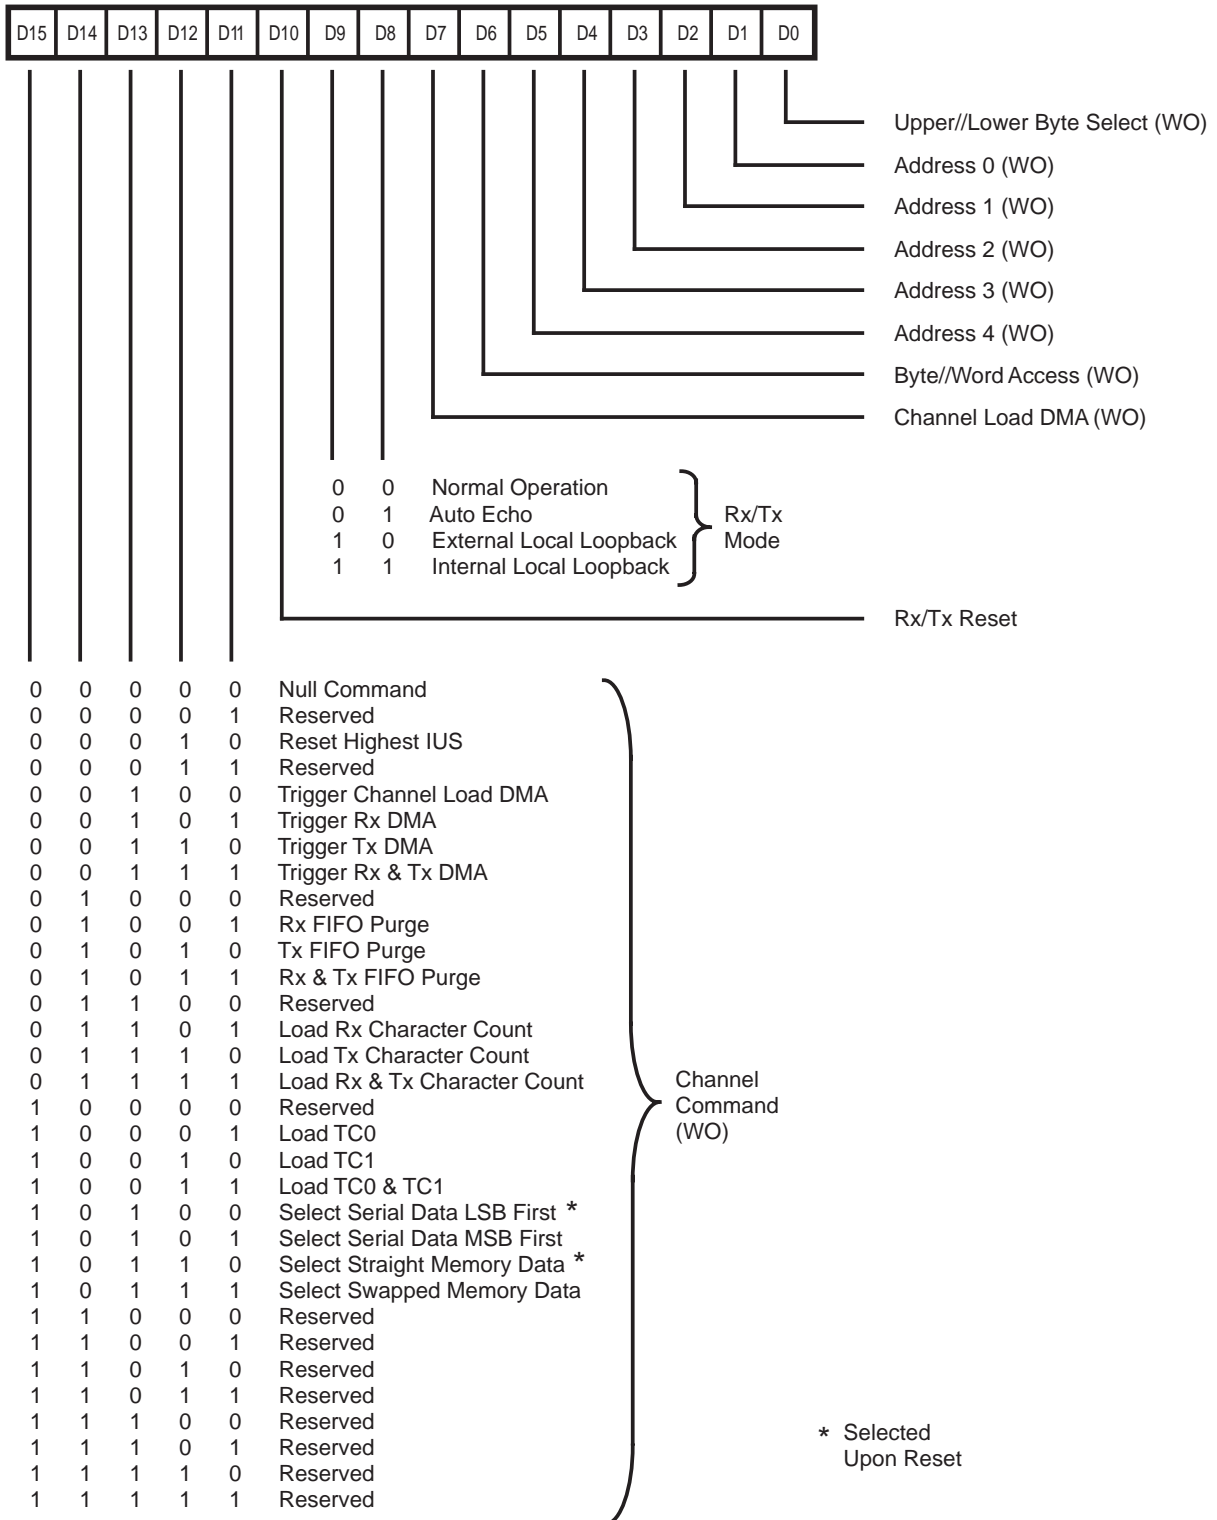 D15 D14 D13 D12 D11 D10 D9 D8 D7 D6 D5 D4 D3 D2 D1 D0
Upper//Lower Byte Select (WO)
Address 0 (WO)
Address 1 (WO)
Address 2 (WO)
Address 3 (WO)
Address 4 (WO)
Byte//Word Access (WO)
Channel Load DMA (WO)
0 0 Normal Operation
0 1 Auto Echo
1 0 External Local Loopback
1 1 Internal Local Loopback
Rx/Tx
Mode
Rx/Tx Reset
0 0 0 0 0 Null Command
0 0 0 0 1 Reserved
0 0 0 1 0 Reset Highest IUS
0 0 0 1 1 Reserved
0 0 1 0 0 Trigger Channel Load DMA
0 0 1 0 1 Trigger Rx DMA
0 0 1 1 0 Trigger Tx DMA
0 0 1 1 1 Trigger Rx & Tx DMA
0 1 0 0 0 Reserved
0 1 0 0 1 Rx FIFO Purge
0 1 0 1 0 Tx FIFO Purge
0 1 0 1 1 Rx & Tx FIFO Purge
0 1 1 0 0 Reserved
0 1 1 0 1 Load Rx Character Count
0 1 1 1 0 Load Tx Character Count
0 1 1 1 1 Load Rx & Tx Character Count
1 0 0 0 0 Reserved
1 0 0 0 1 Load TC0
1 0 0 1 0 Load TC1
1 0 0 1 1 Load TC0 & TC1
1 0 1 0 0 Select Serial Data LSB First *
1 0 1 0 1 Select Serial Data MSB First
1 0 1 1 0 Select Straight Memory Data *
1 0 1 1 1 Select Swapped Memory Data
1 1 0 0 0 Reserved
1 1 0 0 1 Reserved
1 1 0 1 0 Reserved
1 1 0 1 1 Reserved
1 1 1 0 0 Reserved
1 1 1 0 1 Reserved
1 1 1 1 0 Reserved
1 1 1 1 1 Reserved
Channel
Command
(WO)
* Selected
Upon Reset